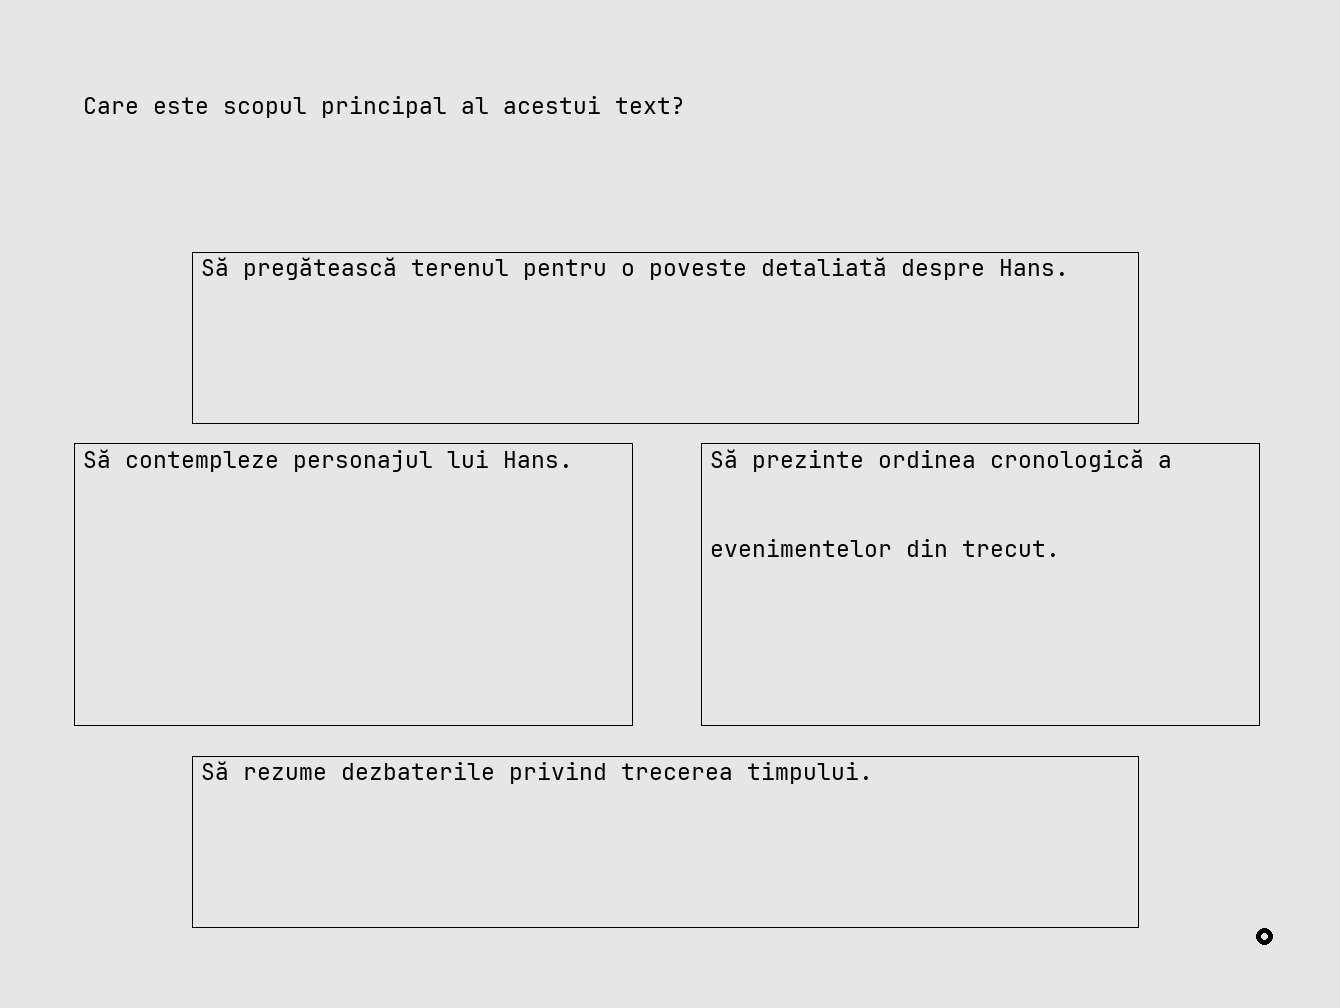 Care este scopul principal al acestui text?
Să pregătească terenul pentru o poveste detaliată despre Hans.
Să contempleze personajul lui Hans.
Să prezinte ordinea cronologică a
evenimentelor din trecut.
Să rezume dezbaterile privind trecerea timpului.